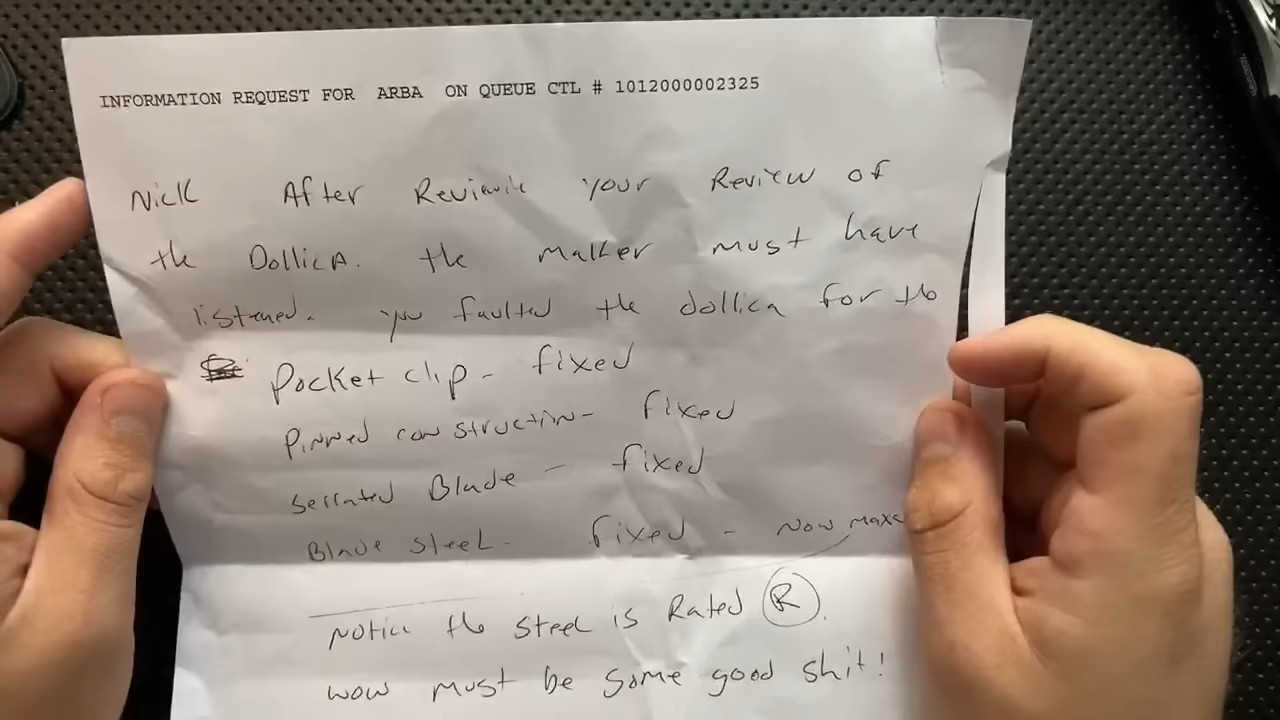 INFORMATION REQUEST FOR ARBA ON QUEUE CTL # 1012000002325
Nick After Your Review of
the DollicA. the maker must have
listened. you faulted the dollica for the
Pocket clip - fixed
Pinned construction - fixed
serrated Blade - fixed
Blade steel - fixed - Now
Notice the steel is Rated Ⓡ.
wow must be some good shit!